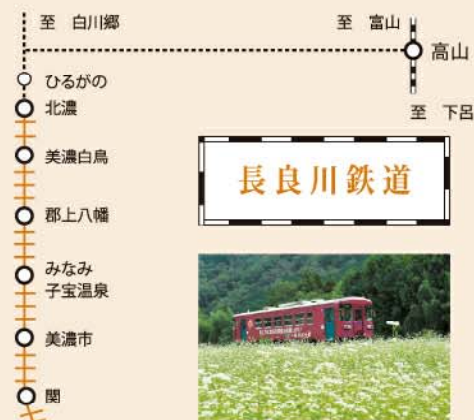 至 白川郷
至 富山
高山
ひるがの
北濃
至 下呂
美濃白鳥
長良川鉄道
郡上八幡
みなみ
子宝温泉
美濃市
関